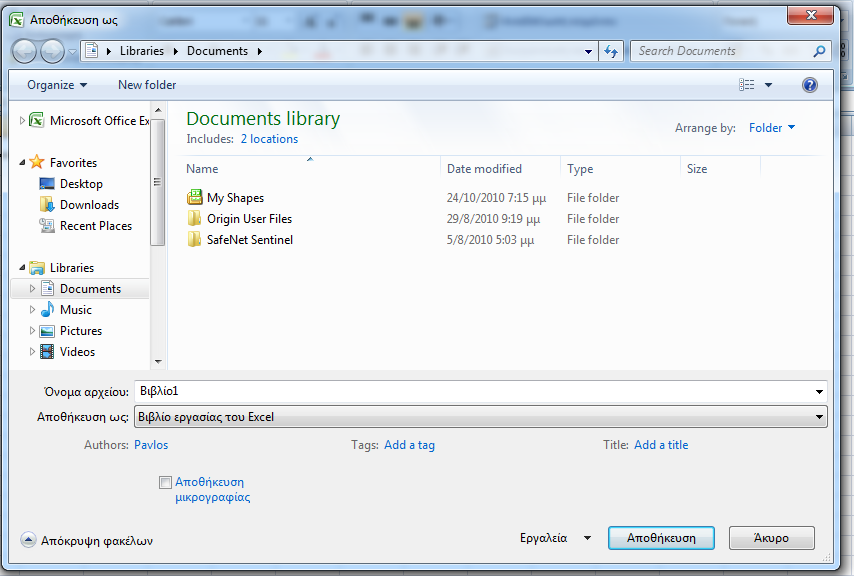 Αποθήκευση ως
Libraries Documents
Search Documents
Organize New folder
Microsoft Office Ex
Favorites
Desktop
Downloads
Recent Places
Libraries
Documents
Music
Pictures
Videos
Documents library
Includes: 2 locations
Arrange by: Folder
Name Date modified Type Size
My Shapes 24/10/2010 7:15 μμ File folder
Origin User Files 29/8/2010 9:19 μμ File folder
SafeNet Sentinel 5/8/2010 5:03 μμ File folder
Όνομα αρχείου: Βιβλίο1
Αποθήκευση ως: Βιβλίο εργασίας του Excel
Authors: Pavlos Tags: Add a tag Title: Add a title
Αποθήκευση
μικρογραφίας
Απόκρυψη φακέλων
Εργαλεία Αποθήκευση Άκυρο